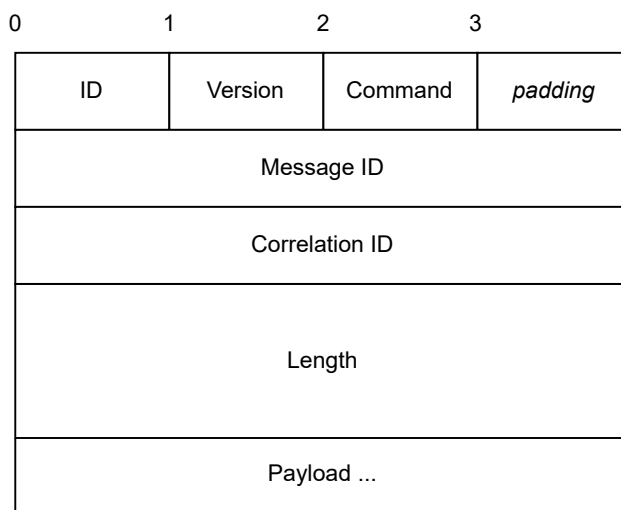 0 1 2 3
ID Version Command padding
Message ID
Correlation ID
Length
Payload ...